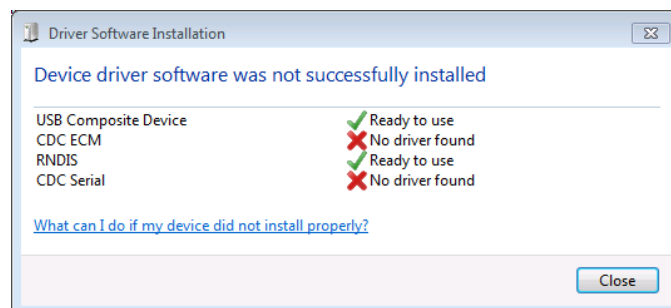 Driver Software Installation
Device driver software was not successfully installed
USB Composite Device Ready to use
CDC ECM No driver found
RNDIS Ready to use
CDC Serial No driver found
What can I do if my device did not install properly?
Close